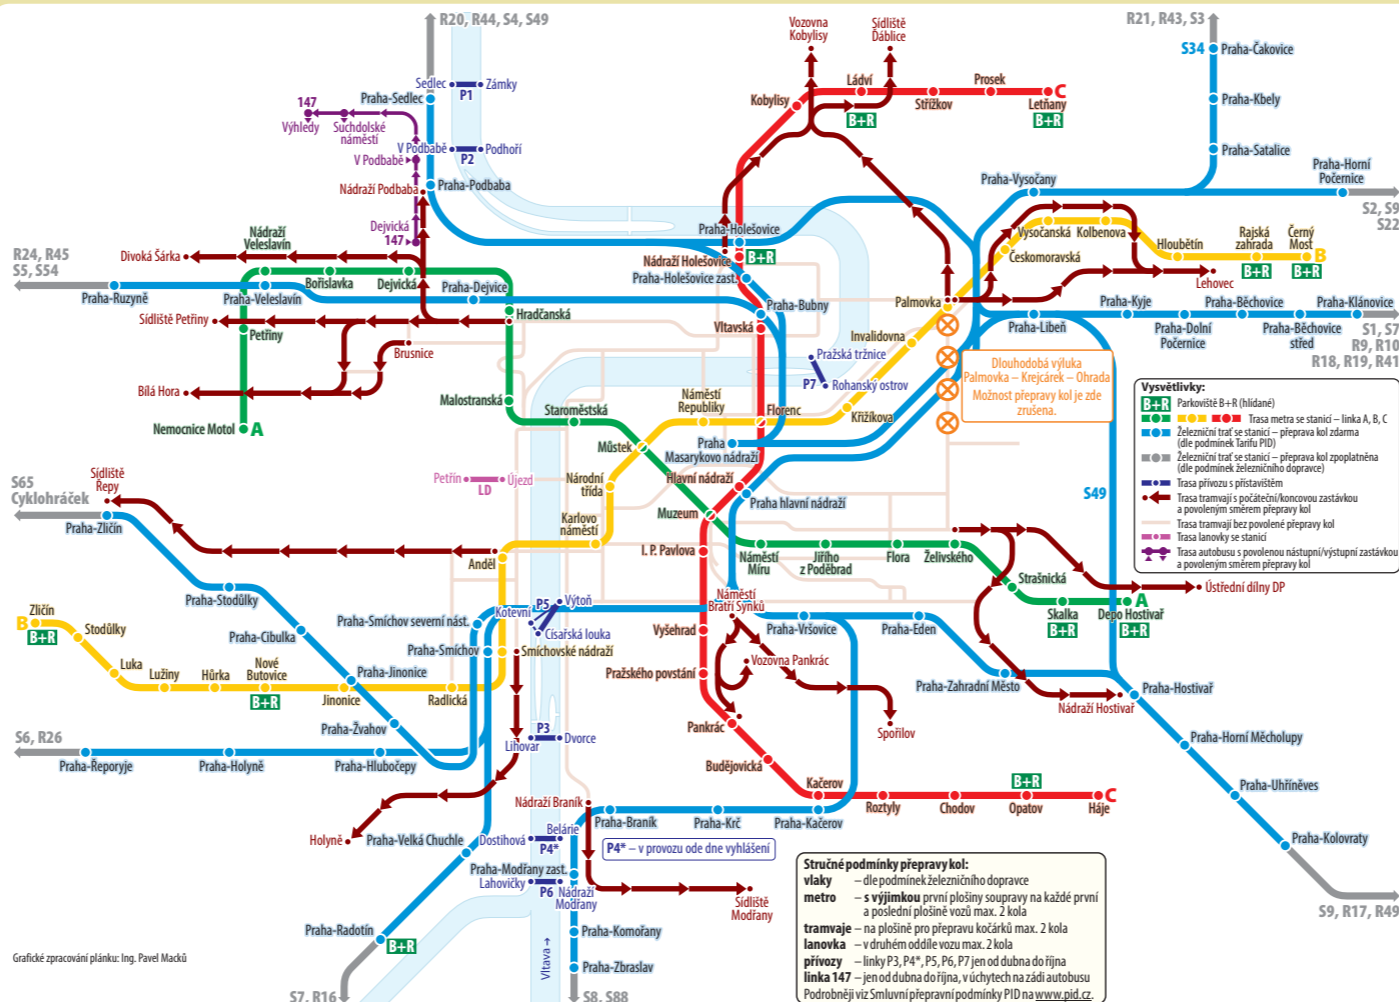 R20, R44, S4, S49
R21, R43, S3
Vozovna
Kobylisy
Sídliště
Ďáblice
S34
Praha-Čakovice
Sedlec
Zámky
P1
Praha-Sedlec
147
Výhledy
Suchdolské
náměstí
Kobylisy
Ládví
B+R
Střížkov
Prosek
Letňany
C
B+R
Praha-Kbely
V Podbabě
Podhoří
P2
V Podbabě
Praha-Satalice
Praha-Horní
Počernice
Nádraží Podbaba
Praha-Podbaba
Praha-Vysočany
S2, S9
S22
Dejvická
147
Nádraží
Veleslavín
Praha-Holešovice
Nádraží Holešovice
B+R
Praha-Holešovice zast.
Vysočanská
Kolbenova
Hloubětín
Rajská
zahrada
B+R
Černý
Most
B+R
B
Českomoravská
Lehovec
R24, R45
S5, S54
Divoká Šárka
Bořislavka
Dejvická
Praha-Ruzyně
Praha-Veleslavín
Praha-Dejvice
Praha-Bubny
Palmovka
Praha-Kyje
Praha-Běchovice
Praha-Klánovice
Praha-Libeň
Praha-Dolní
Počernice
Praha-Běchovice
střed
S1, S7
R9, R10
R18, R19, R41
Sídliště Petřiny
Petřiny
Hradčanská
Vltavská
Invalidovna
Brusnice
Pražská tržnice
P7
Rohanský ostrov
Dlouhodobá výluka
Palmovka – Krejcárek – Ohrada
Možnost přepravy kol je zde
zrušena.
Bílá Hora
Malostranská
Nemocnice Motol
A
Staroměstská
Náměstí
Republiky
Florenc
Křižíkova
Můstek
Praha
Masarykovo nádraží
Vysvětlivky:
B+R Parkoviště B+R (hlídané)
Trasa metra se stanicí – linka A, B, C
Železniční trať se stanicí – přeprava kol zdarma
(dle podmínek Tarifu PID)
Železniční trať se stanicí – přeprava kol zpoplatněna
(dle podmínek železničního dopravce)
Trasa přívozu s přístavištěm
Trasa tramvají s počáteční/koncovou zastávkou
a povoleným směrem přepravy kol
Trasa tramvají bez povolené přepravy kol
Trasa lanovky se stanicí
Trasa autobusu s povolenou nástupní/výstupní zastávkou
a povoleným směrem přepravy kol
S65
Cyklohráček
Sídliště
Řepy
Petřín
LD
Újezd
Národní
třída
Hlavní nádraží
Praha hlavní nádraží
S49
Praha-Zličín
Karlovo
náměstí
Muzeum
Anděl
I. P. Pavlova
Náměstí
Míru
Jiřího
z Poděbrad
Flora
Želivského
Strašnická
Skalka
B+R
Depo Hostivař
A
B+R
Ústřední dílny DP
Praha-Stodůlky
Zličín
B
B+R
Stodůlky
Praha-Cibulka
Praha-Smíchov severní nást.
Kotevní
P5
Výtoň
Císařská louka
Náměstí
Bratří Synků
Vyšehrad
Praha-Vršovice
Praha-Eden
Praha-Smíchov
Smíchovské nádraží
Luka
Lužiny
Hůrka
Nové
Butovice
B+R
Praha-Jinonice
Jinonice
Radlická
Pražského povstání
Vozovna Pankrác
Praha-Zahradní Město
Praha-Hostivař
Nádraží Hostivař
Praha-Žvahov
Pankrác
Spořilov
S6, R26
P3
Lihovar
Dvorce
Praha-Řeporyje
Praha-Holyně
Praha-Hlubočepy
Praha-Horní Měcholupy
Budějovická
Praha-Uhříněves
Kačerov
Roztyly
Chodov
B+R
Opatov
Háje
C
Nádraží Braník
Praha-Braník
Praha-Krč
Praha-Kačerov
Holyně
Praha-Velká Chuchle
Dostihová
Belárie
P4*
P4* – v provozu ode dne vyhlášení
Praha-Kolovraty
Praha-Modřany zast.
Lahovičky
P6
Nádraží
Modřany
Sídliště
Modřany
S9, R17, R49
Praha-Radotín
B+R
Praha-Komořany
Praha-Zbraslav
Vltava →
S7, R16
S8, S88
Stručné podmínky přepravy kol:
vlaky – dle podmínek železničního dopravce
metro – s výjimkou první plošiny soupravy na každé první
a poslední plošině vozů max. 2 kola
tramvaje – na plošině pro přepravu kočárků max. 2 kola
lanovka – v druhém oddíle vozu max. 2 kola
přívozy – linky P3, P4*, P5, P6, P7 jen od dubna do října
linka 147 – jen od dubna do října, v úchytech na zádi autobusu
Podrobněji viz Smluvní přepravní podmínky PID na www.pid.cz.
Grafické zpracování plánku: Ing. Pavel Macků